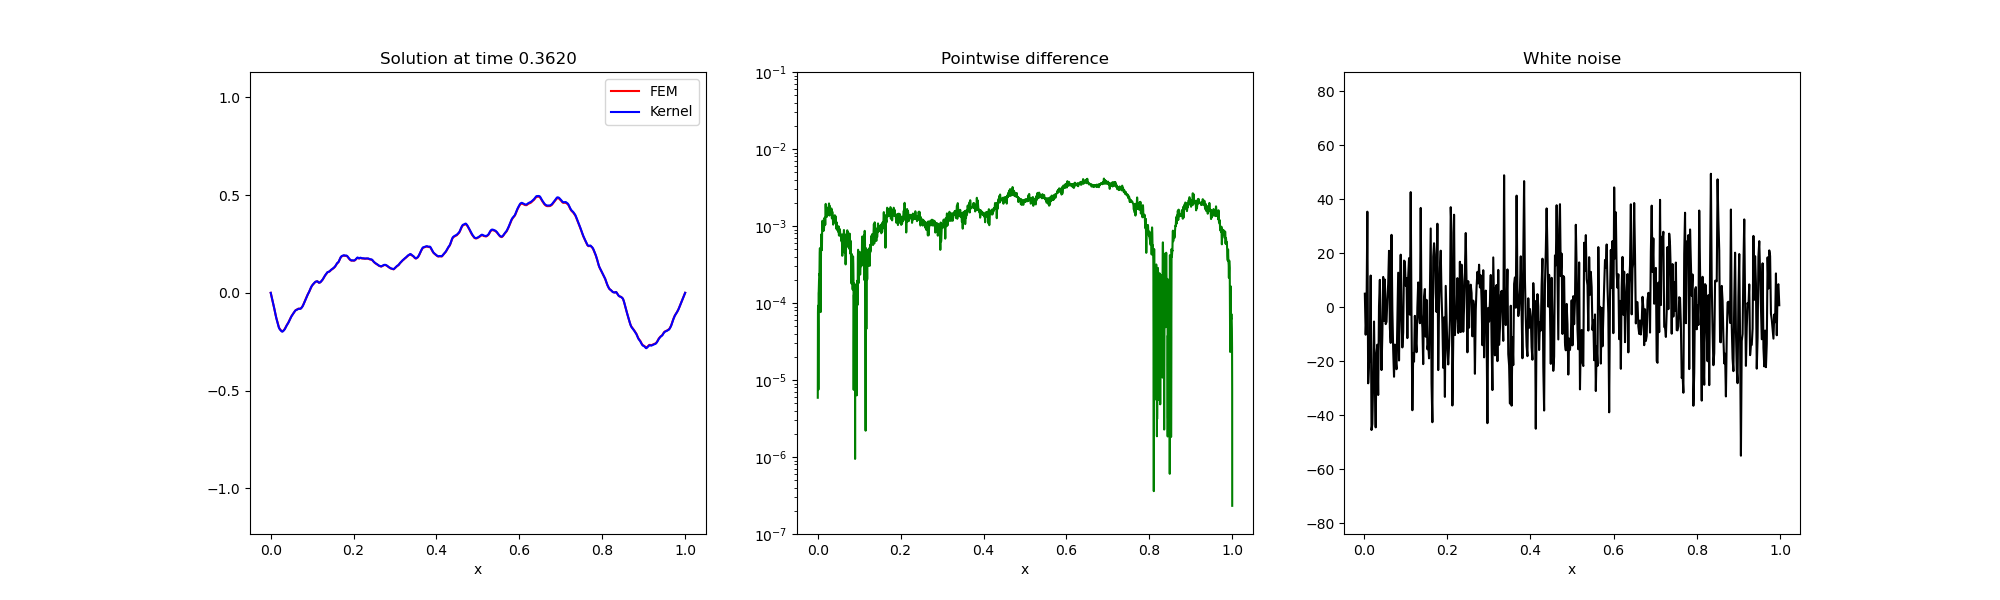 Solution at time 0.3620
FEM
Kernel
1.0
0.5
0.0
−0.5
−1.0
0.0 0.2 0.4 0.6 0.8 1.0
x
Pointwise difference
10⁻¹
10⁻²
10⁻³
10⁻⁴
10⁻⁵
10⁻⁶
10⁻⁷
0.0 0.2 0.4 0.6 0.8 1.0
x
White noise
80
60
40
20
0
−20
−40
−60
−80
0.0 0.2 0.4 0.6 0.8 1.0
x